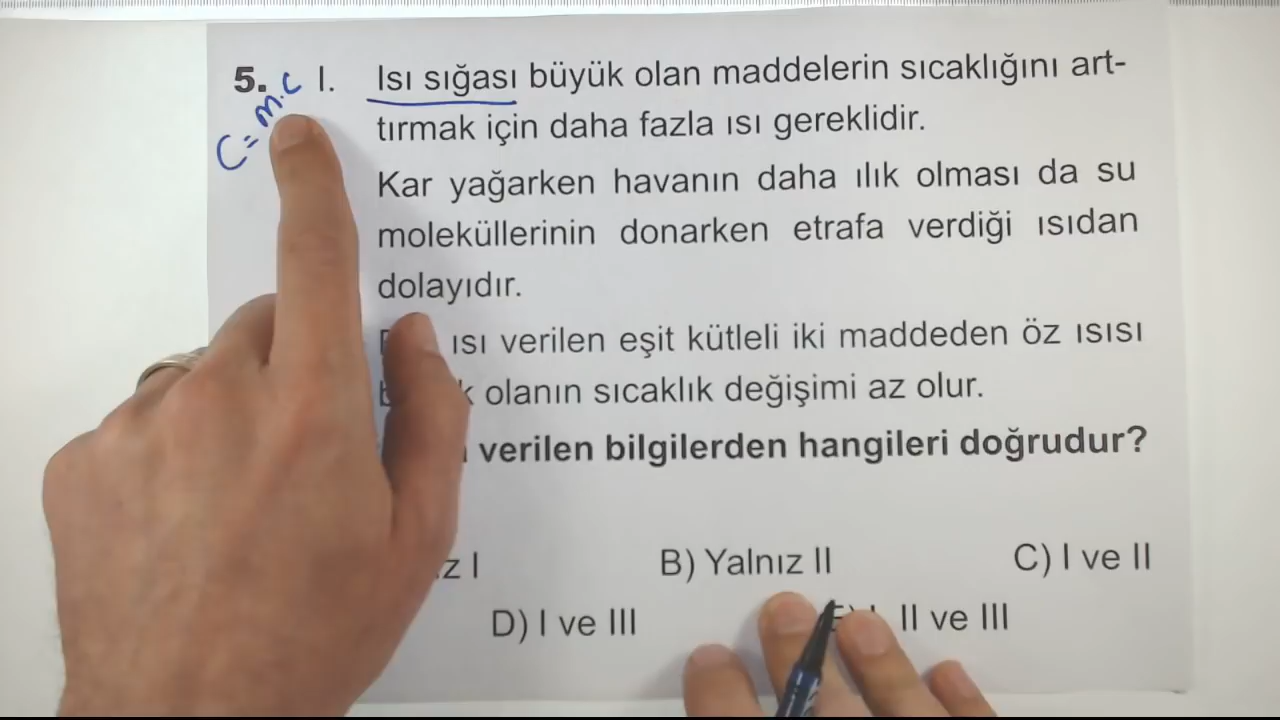 5. I. Isı sığası büyük olan maddelerin sıcaklığını art-
C = m.c
tırmak için daha fazla ısı gereklidir.
Kar yağarken havanın daha ılık olması da su
moleküllerinin donarken etrafa verdiği ısıdan
dolayıdır.
ısı verilen eşit kütleli iki maddeden öz ısısı
olanın sıcaklık değişimi az olur.
verilen bilgilerden hangileri doğrudur?
I B) Yalnız II C) I ve II
D) I ve III II ve III